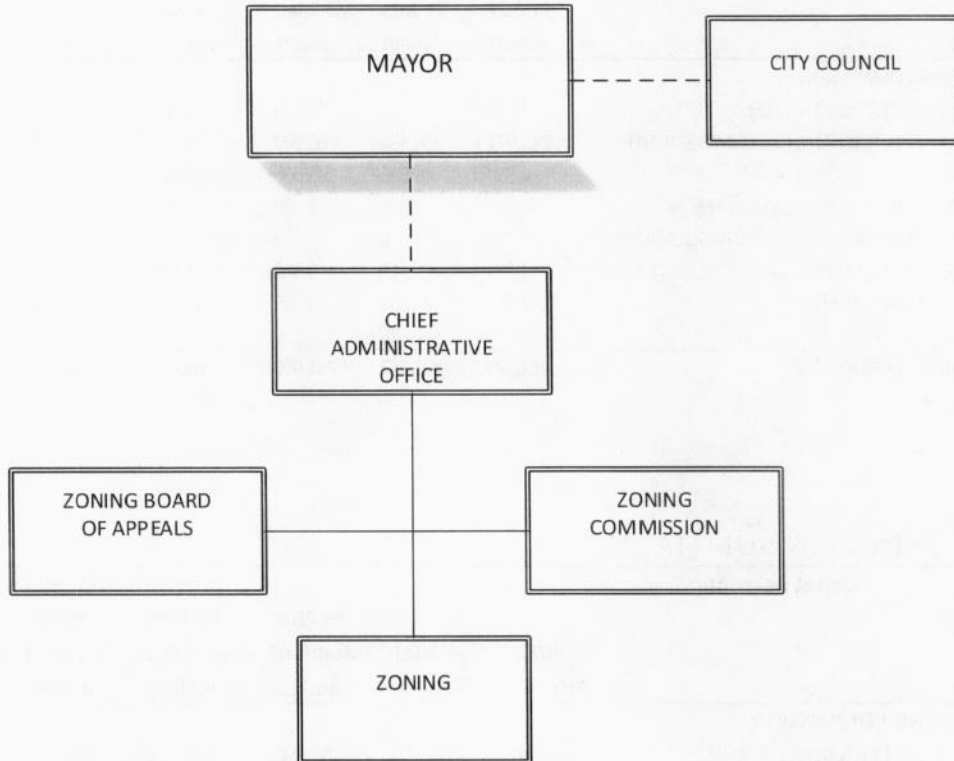 MAYOR
CITY COUNCIL
CHIEF
ADMINISTRATIVE
OFFICE
ZONING BOARD
OF APPEALS
ZONING
COMMISSION
ZONING